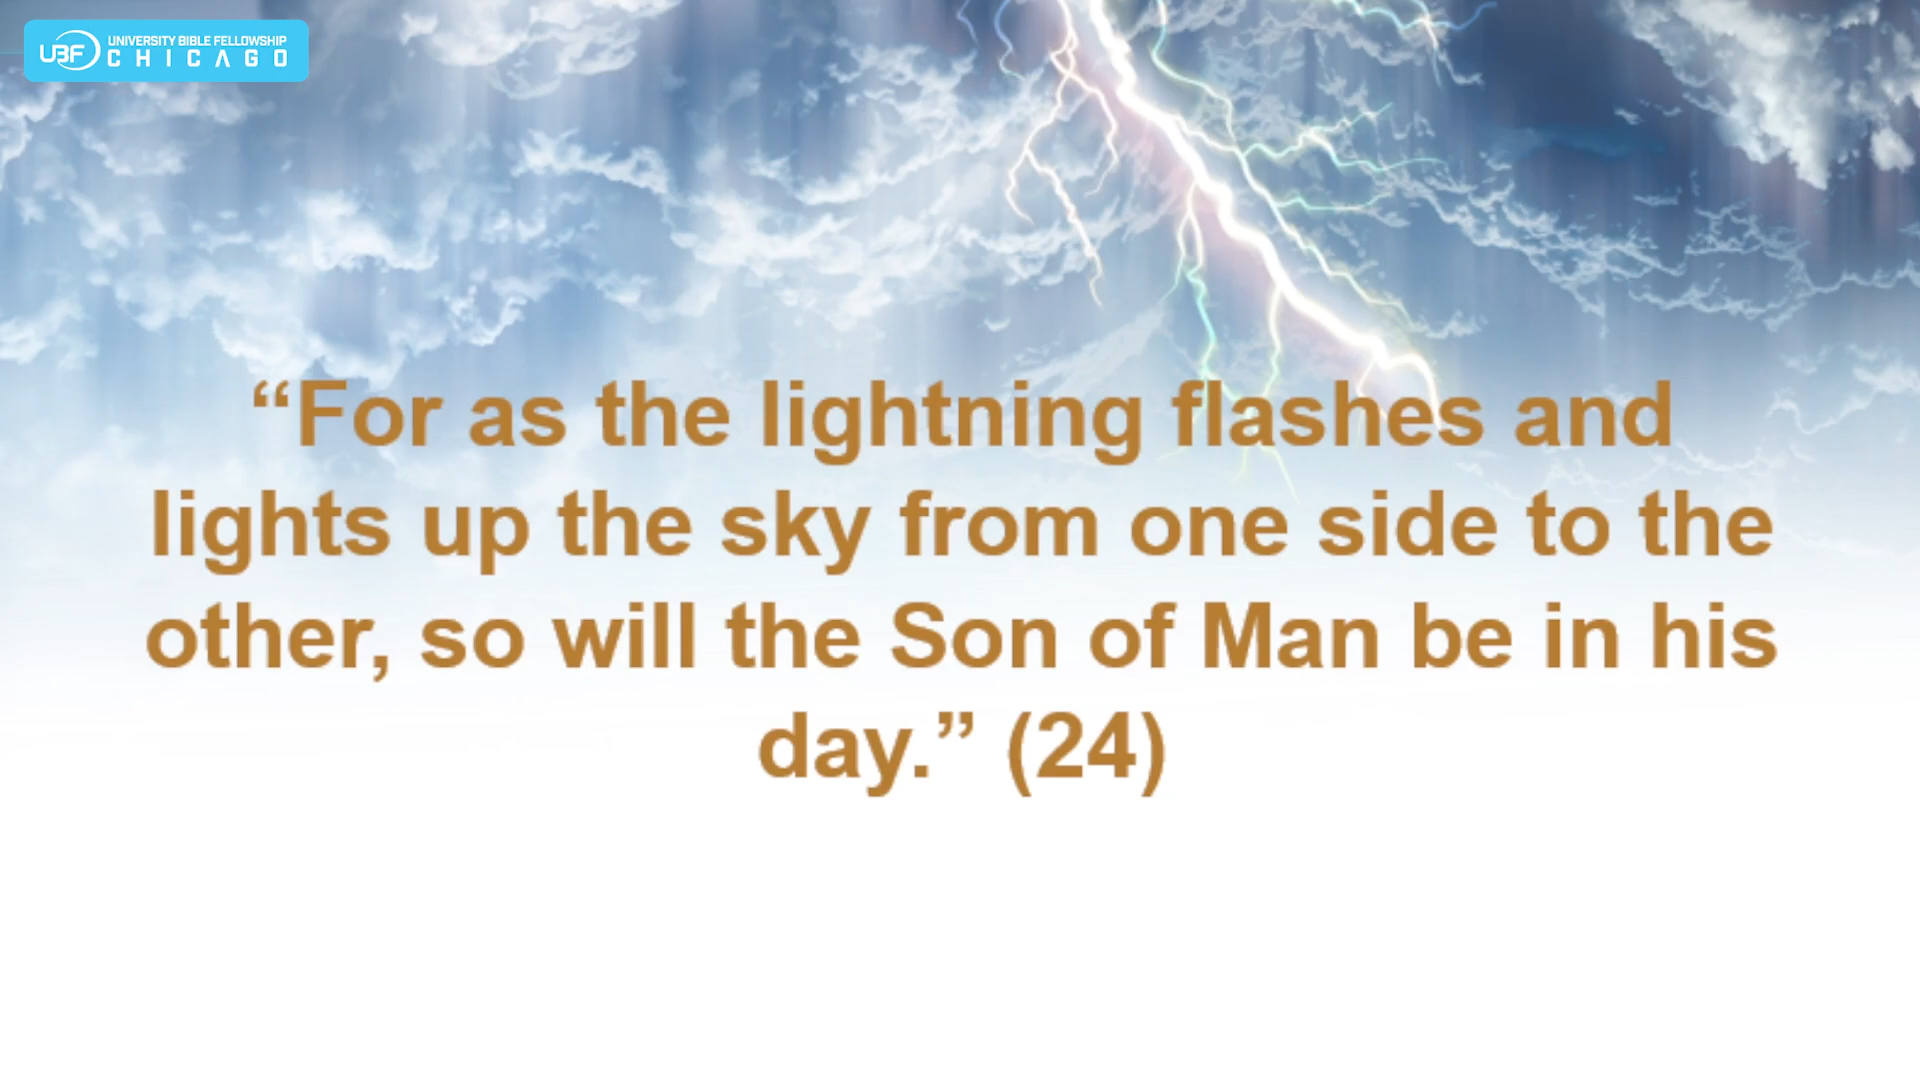 UBF
UNIVERSITY BIBLE FELLOWSHIP
CHICAGO
“For as the lightning flashes and
lights up the sky from one side to the
other, so will the Son of Man be in his
day.” (24)